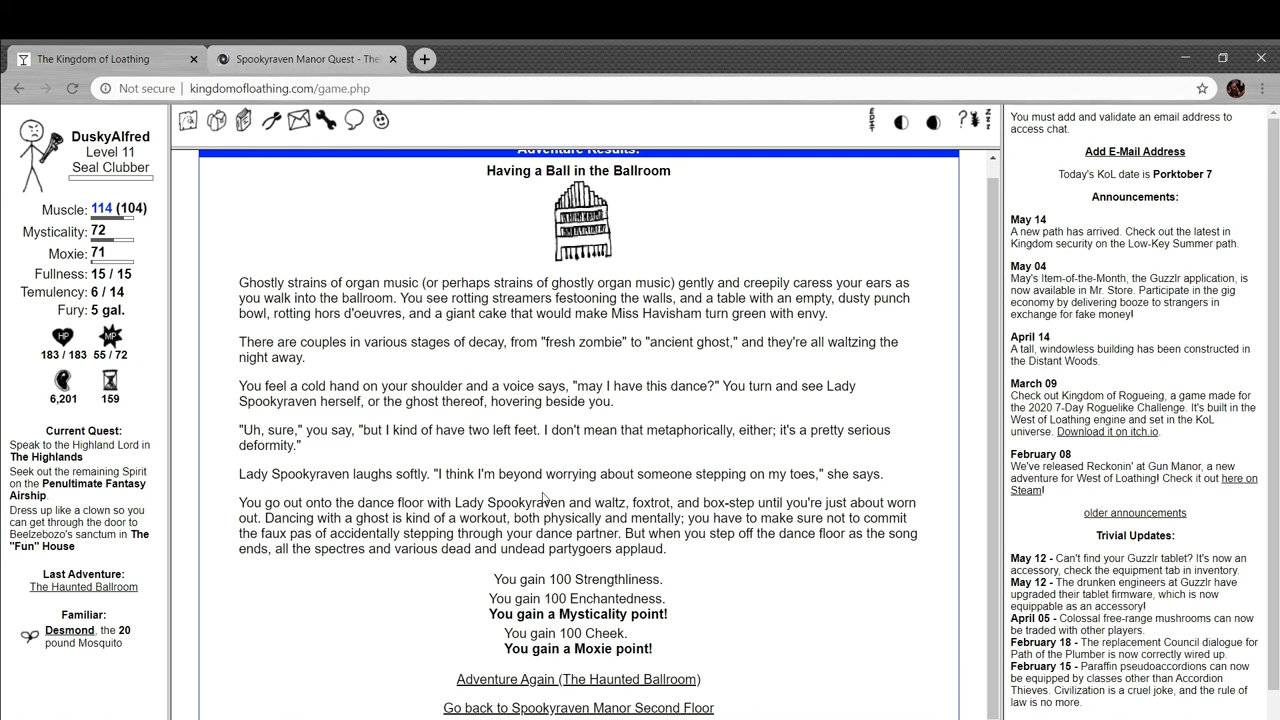 The Kingdom of Loathing
Spookyraven Manor Quest - The
Not secure
kingdomofloathing.com/game.php
DuskyAlfred
Level 11
Seal Clubber
Muscle: 114 (104)
Mysticality: 72
Moxie: 71
Fullness: 15 / 15
Temulency: 6 / 14
Fury: 5 gal.
HP
MP
183 / 183
55 / 72
6,201
159
Current Quest:
Speak to the Highland Lord in
The Highlands
Seek out the remaining Spirit
on the Penultimate Fantasy
Airship.
Dress up like a clown so you
can get through the door to
Beelzebozo's sanctum in The
"Fun" House
Last Adventure:
The Haunted Ballroom
Familiar:
Desmond, the 20
pound Mosquito
EDIT
?
ZZZ
Adventure Results:
Having a Ball in the Ballroom
Ghostly strains of organ music (or perhaps strains of ghostly organ music) gently and creepily caress your ears as
you walk into the ballroom. You see rotting streamers festooning the walls, and a table with an empty, dusty punch
bowl, rotting hors d'oeuvres, and a giant cake that would make Miss Havisham turn green with envy.
There are couples in various stages of decay, from "fresh zombie" to "ancient ghost," and they're all waltzing the
night away.
You feel a cold hand on your shoulder and a voice says, "may I have this dance?" You turn and see Lady
Spookyraven herself, or the ghost thereof, hovering beside you.
"Uh, sure," you say, "but I kind of have two left feet. I don't mean that metaphorically, either; it's a pretty serious
deformity."
Lady Spookyraven laughs softly. "I think I'm beyond worrying about someone stepping on my toes," she says.
You go out onto the dance floor with Lady Spookyraven and waltz, foxtrot, and box-step until you're just about worn
out. Dancing with a ghost is kind of a workout, both physically and mentally; you have to make sure not to commit
the faux pas of accidentally stepping through your dance partner. But when you step off the dance floor as the song
ends, all the spectres and various dead and undead partygoers applaud.
You gain 100 Strengthliness.
You gain 100 Enchantedness.
You gain a Mysticality point!
You gain 100 Cheek.
You gain a Moxie point!
Adventure Again (The Haunted Ballroom)
Go back to Spookyraven Manor Second Floor
You must add and validate an email address to
access chat.
Add E-Mail Address
Today's KoL date is Porktober 7
Announcements:
May 14
A new path has arrived. Check out the latest in
Kingdom security on the Low-Key Summer path.
May 04
May's Item-of-the-Month, the Guzzlr application, is
now available in Mr. Store. Participate in the gig
economy by delivering booze to strangers in
exchange for fake money!
April 14
A tall, windowless building has been constructed in
the Distant Woods.
March 09
Check out Kingdom of Rogueing, a game made for
the 2020 7-Day Roguelike Challenge. It's built in the
West of Loathing engine and set in the KoL
universe. Download it on itch.io.
February 08
We've released Reckonin' at Gun Manor, a new
adventure for West of Loathing! Check it out here on
Steam!
older announcements
Trivial Updates:
May 12 - Can't find your Guzzlr tablet? It's now an
accessory, check the equipment tab in inventory.
May 12 - The drunken engineers at Guzzlr have
upgraded their tablet firmware, which is now
equippable as an accessory!
April 05 - Colossal free-range mushrooms can now
be traded with other players.
February 18 - The replacement Council dialogue for
Path of the Plumber is now correctly wired up.
February 15 - Paraffin pseudoaccordions can now
be equipped by classes other than Accordion
Thieves. Civilization is a cruel joke, and the rule of
law is no more.